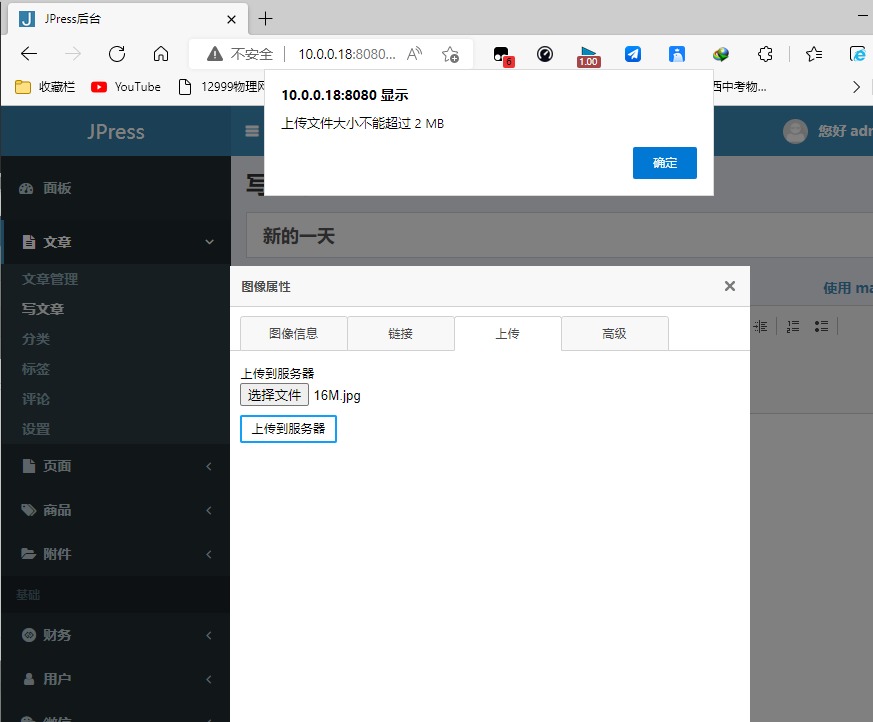 JPress后台
不安全
10.0.0.18:8080...
6
1.00
收藏栏
YouTube
12999物理网
西中考物...
10.0.0.18:8080 显示
上传文件大小不能超过 2 MB
确定
JPress
您好 adm
面板
写
文章
新的一天
文章管理
写文章
分类
标签
评论
设置
页面
商品
附件
基础
财务
用户
微信
图像属性
使用 ma
图像信息
链接
上传
高级
上传到服务器
选择文件 16M.jpg
上传到服务器